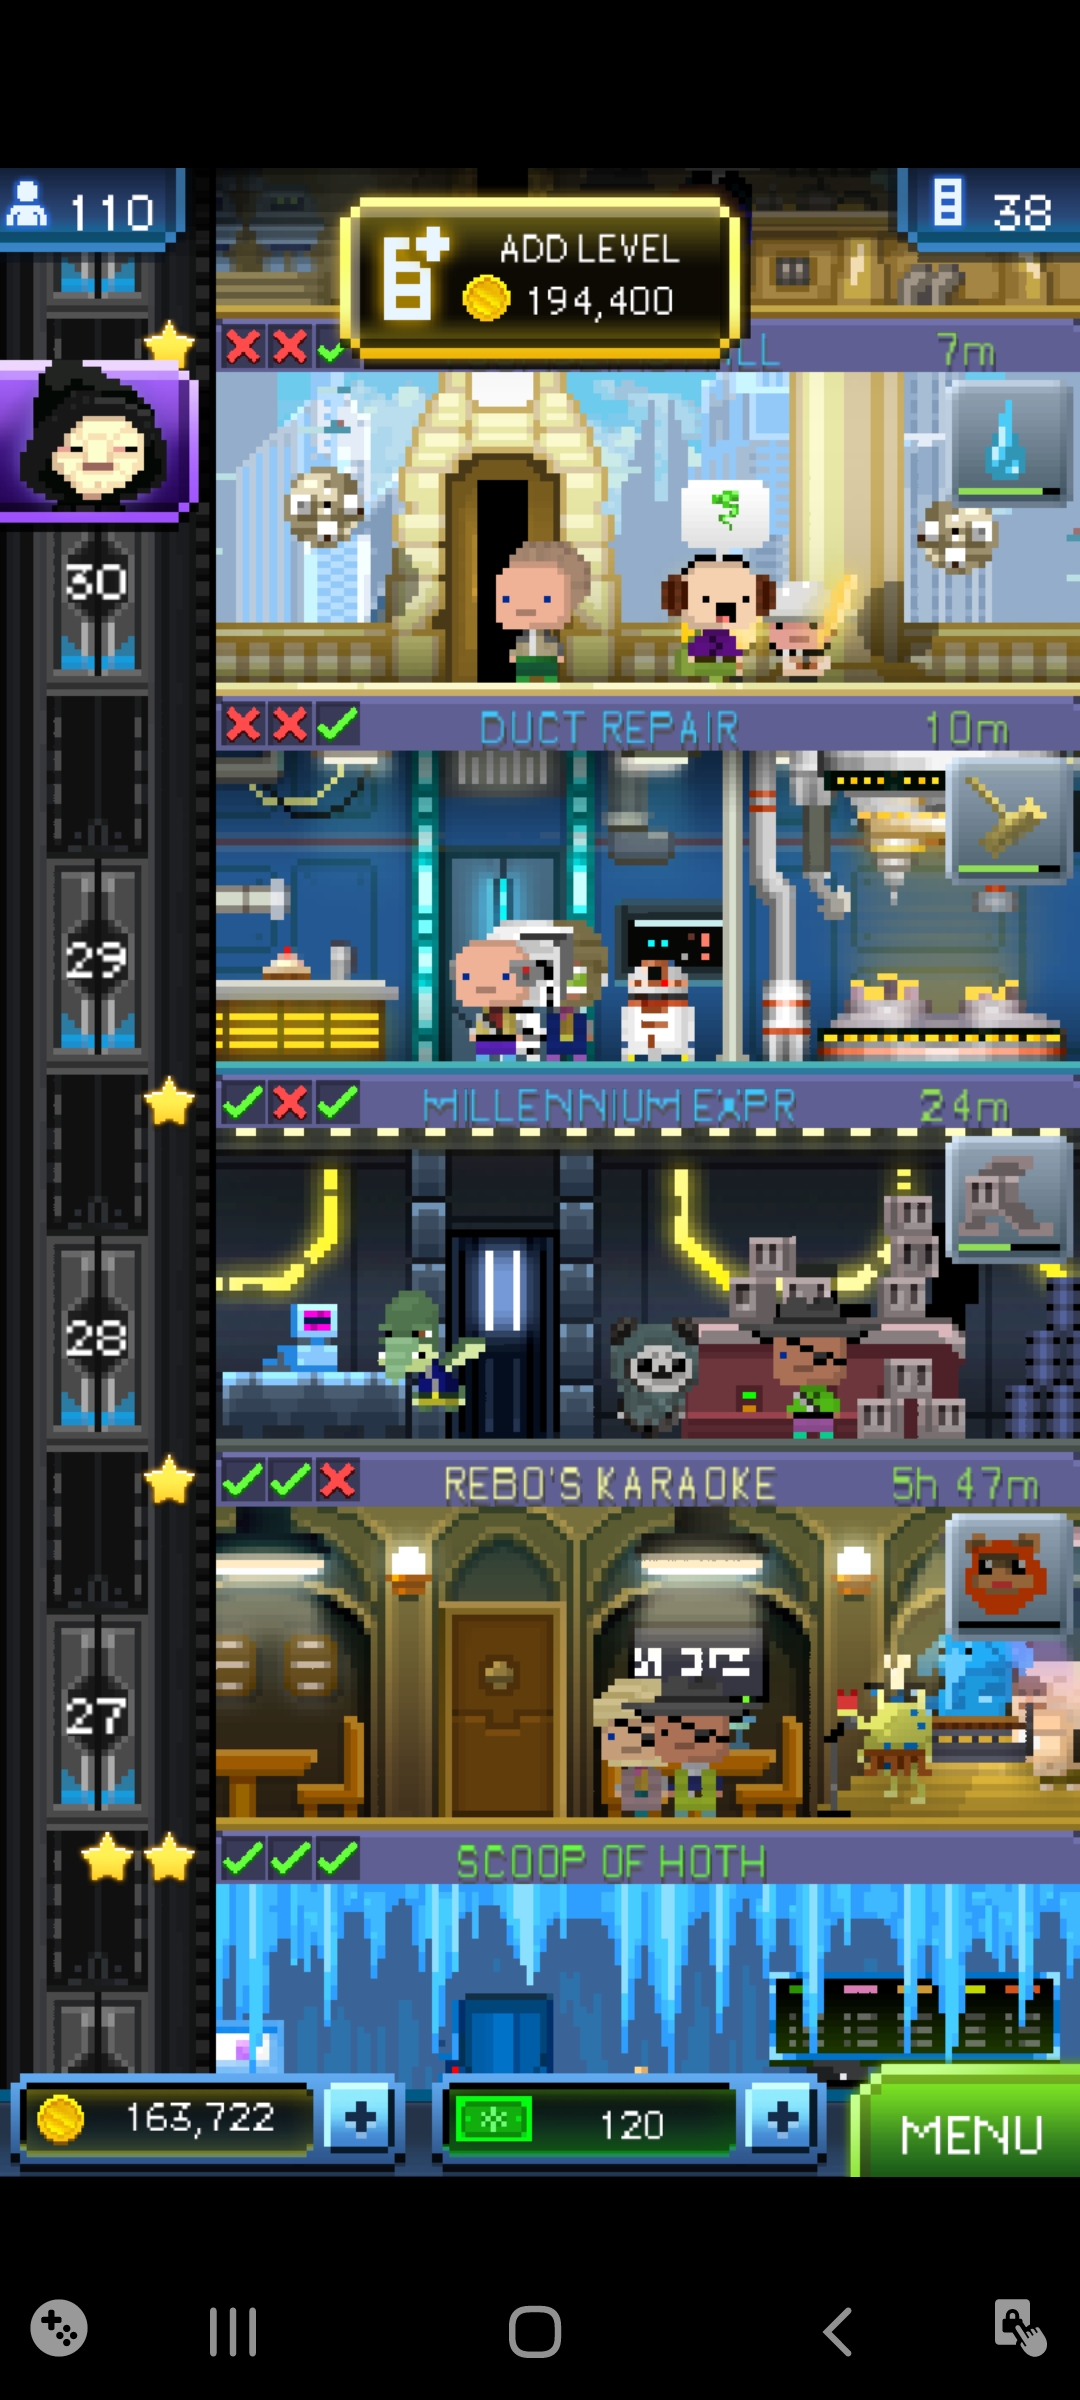 110
38
ADD LEVEL
194,400
LL
7m
30
DUCT REPAIR
10m
29
MILLENNIUM EXPR
24m
28
REBO'S KARAOKE
5h 47m
27
SCOOP OF HOTH
163,722
120
MENU